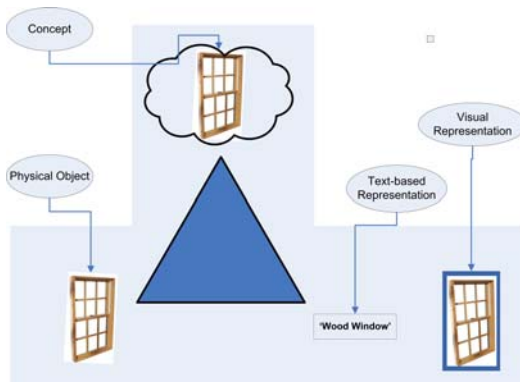 Concept
Visual
Representation
Physical Object
Text-based
Representation
‘Wood Window’